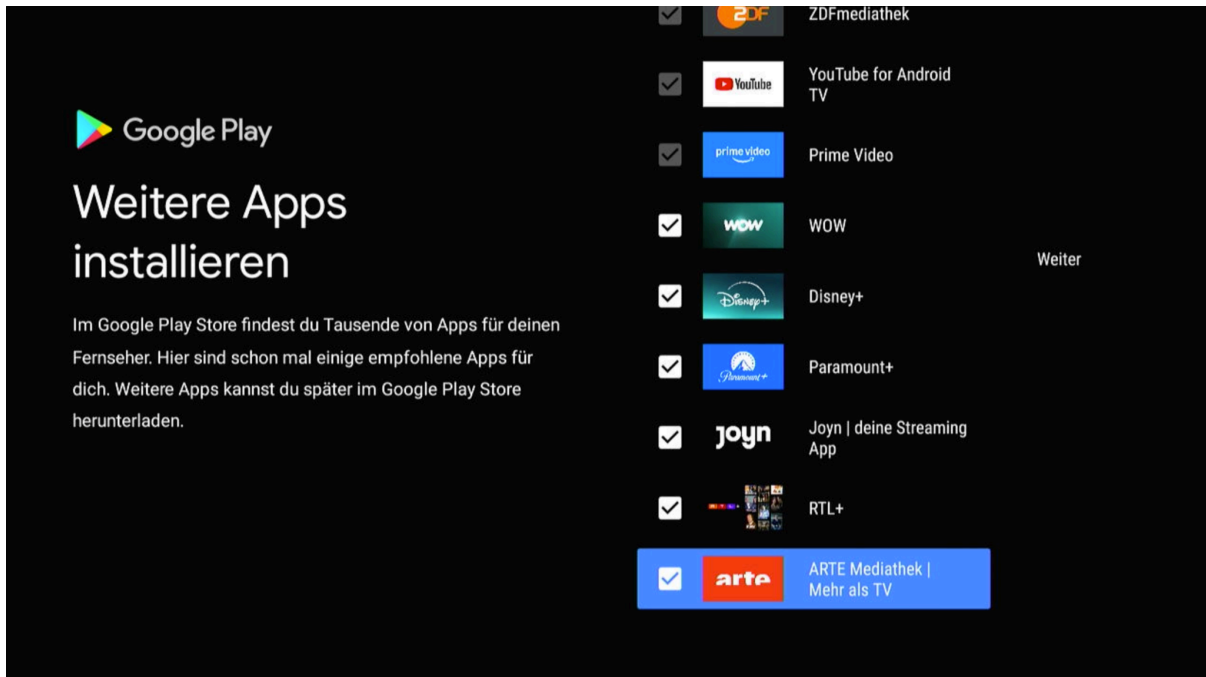 Google Play
Weitere Apps
installieren
Im Google Play Store findest du Tausende von Apps für deinen
Fernseher. Hier sind schon mal einige empfohlene Apps für
dich. Weitere Apps kannst du später im Google Play Store
herunterladen.
ZDF
ZDFmediathek
YouTube
YouTube for Android
TV
prime video
Prime Video
WOW
WOW
Disney+
Disney+
Paramount+
Paramount+
joyn
Joyn | deine Streaming
App
RTL+
RTL+
arte
ARTE Mediathek |
Mehr als TV
Weiter